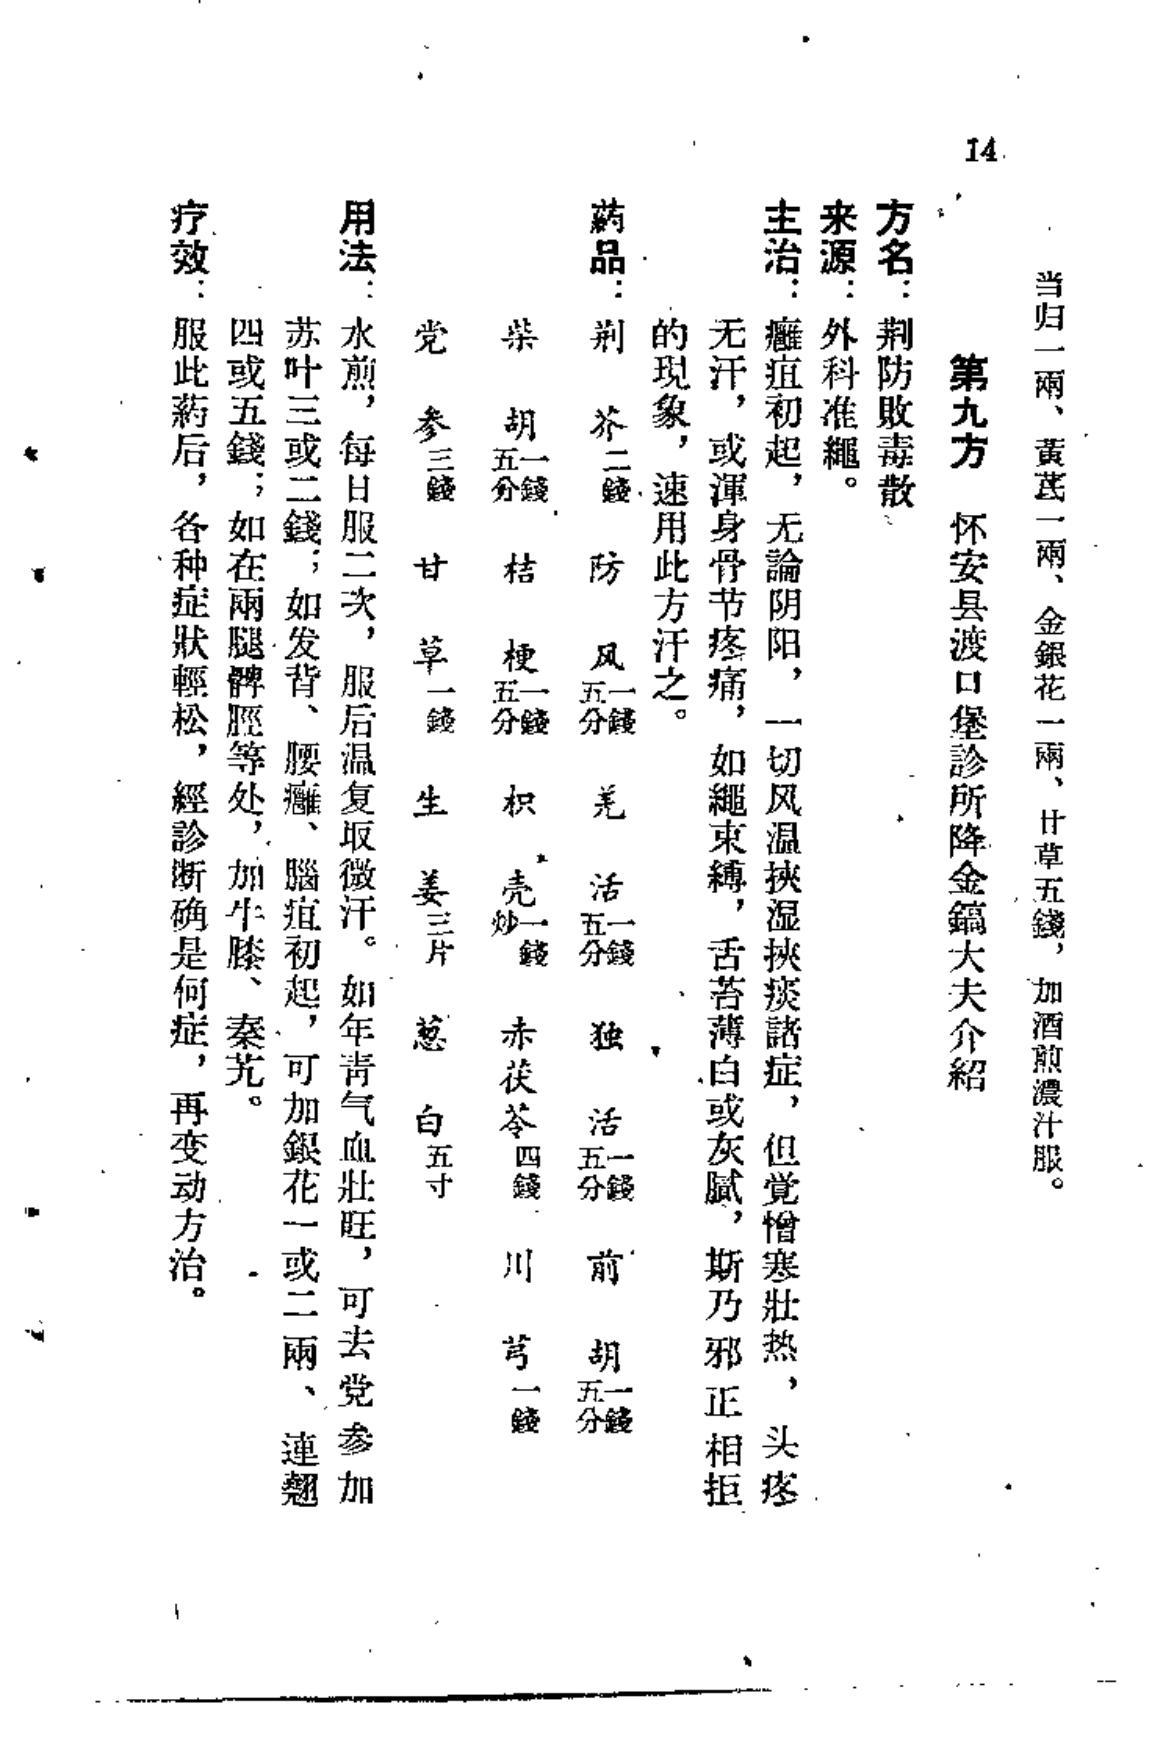 14
当归一兩、黃芪一兩、金銀花一兩、甘草五錢，加酒煎濃汁服。
第九方　怀安县渡口堡診所降金鎬大夫介紹
方名：荆防敗毒散
来源：外科准繩。
主治：癰疽初起，无論阴阳，一切风温挾湿挾痰諸症，但覚憎寒壯热，头疼
无汗，或渾身骨节疼痛，如繩束縛，舌苔薄白或灰膩，斯乃邪正相拒
的現象，速用此方汗之。
葯品：荆芥二錢　防风一錢五分　羌活一錢五分　独活一錢五分　前胡一錢五分
柴胡一錢五分　桔梗一錢五分　枳壳炒一錢　赤茯苓四錢　川芎一錢
党参三錢　甘草一錢　生姜三片　葱白五寸
用法：水煎，每日服二次，服后温复取微汗。如年青气血壯旺，可去党参加
苏叶三或二錢；如发背、腰癰、腦疽初起，可加銀花一或二兩、連翹
四或五錢；如在兩腿髀脛等处，加牛膝、秦艽。
疗效：服此葯后，各种症狀輕松，經診断确是何症，再变动方治。